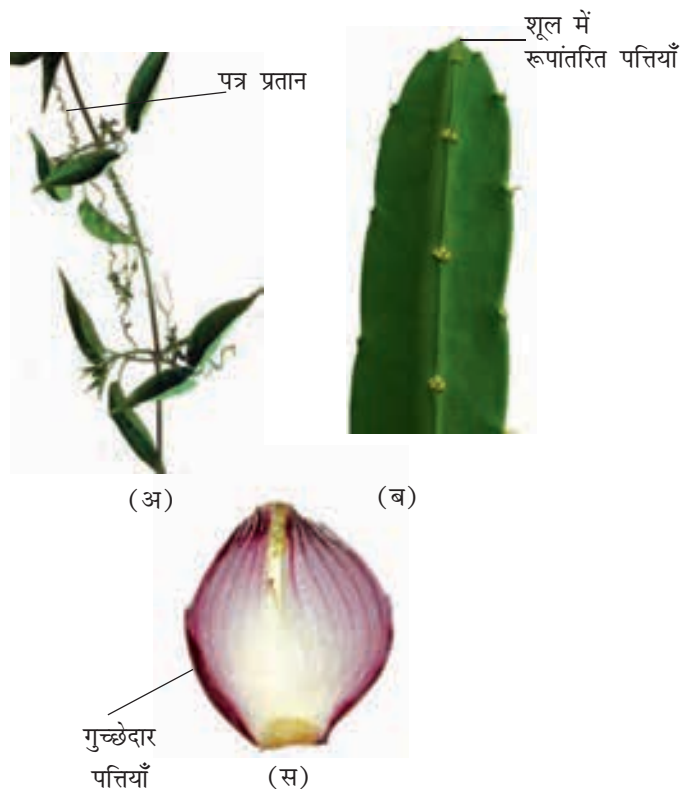 शूल में
रूपांतरित पत्तियाँ
पत्र प्रतान
(अ)
(ब)
गुच्छेदार
पत्तियाँ
(स)